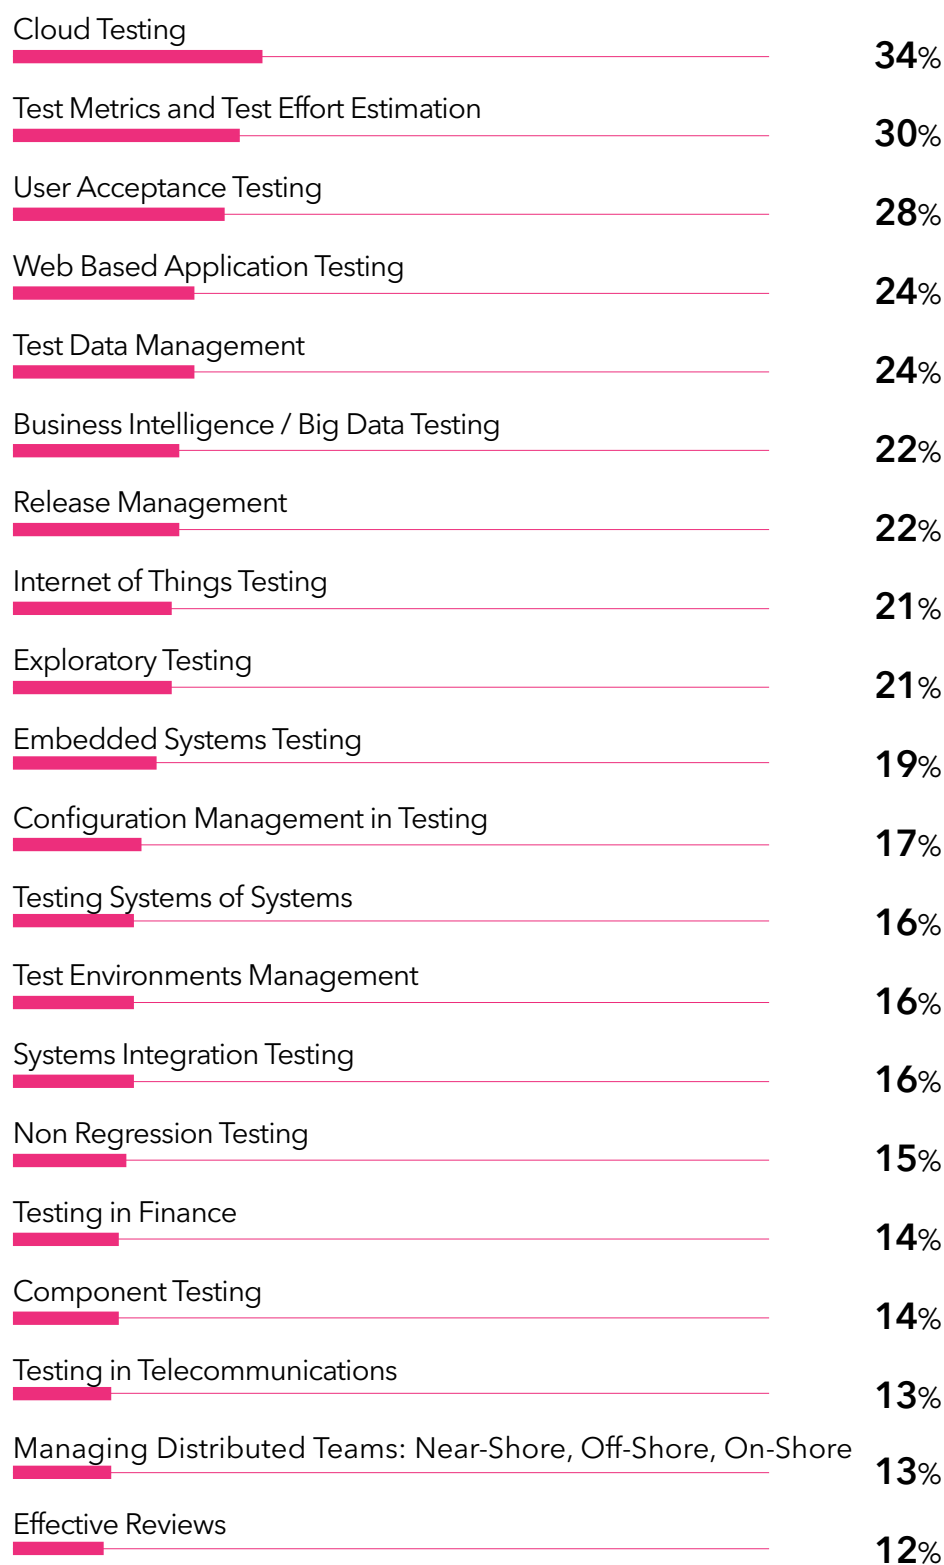 Cloud Testing
34%
Test Metrics and Test Effort Estimation
30%
User Acceptance Testing
28%
Web Based Application Testing
24%
Test Data Management
24%
Business Intelligence / Big Data Testing
22%
Release Management
22%
Internet of Things Testing
21%
Exploratory Testing
21%
Embedded Systems Testing
19%
Configuration Management in Testing
17%
Testing Systems of Systems
16%
Test Environments Management
16%
Systems Integration Testing
16%
Non Regression Testing
15%
Testing in Finance
14%
Component Testing
14%
Testing in Telecommunications
13%
Managing Distributed Teams: Near-Shore, Off-Shore, On-Shore
13%
Effective Reviews
12%